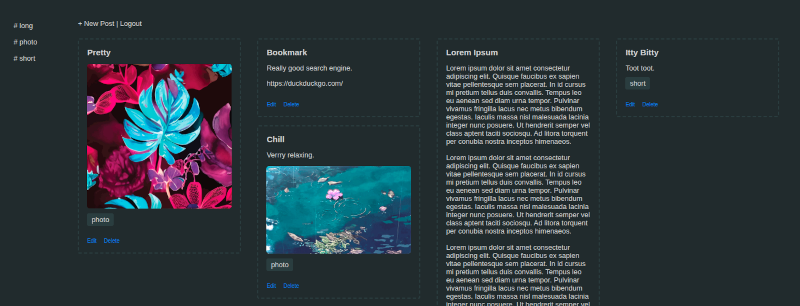 # long
# photo
# short
+ New Post | Logout
Pretty
photo
Edit Delete
Bookmark
Really good search engine.
https://duckduckgo.com/
Edit Delete
Chill
Verrry relaxing.
photo
Edit Delete
Lorem Ipsum
Lorem ipsum dolor sit amet consectetur
adipiscing elit. Quisque faucibus ex sapien
vitae pellentesque sem placerat. In id cursus
mi pretium tellus duis convallis. Tempus leo
eu aenean sed diam urna tempor. Pulvinar
vivamus fringilla lacus nec metus bibendum
egestas. Iaculis massa nisl malesuada lacinia
integer nunc posuere. Ut hendrerit semper vel
class aptent taciti sociosqu. Ad litora torquent
per conubia nostra inceptos himenaeos.
Lorem ipsum dolor sit amet consectetur
adipiscing elit. Quisque faucibus ex sapien
vitae pellentesque sem placerat. In id cursus
mi pretium tellus duis convallis. Tempus leo
eu aenean sed diam urna tempor. Pulvinar
vivamus fringilla lacus nec metus bibendum
egestas. Iaculis massa nisl malesuada lacinia
integer nunc posuere. Ut hendrerit semper vel
class aptent taciti sociosqu. Ad litora torquent
per conubia nostra inceptos himenaeos.
Lorem ipsum dolor sit amet consectetur
adipiscing elit. Quisque faucibus ex sapien
vitae pellentesque sem placerat. In id cursus
mi pretium tellus duis convallis. Tempus leo
eu aenean sed diam urna tempor. Pulvinar
vivamus fringilla lacus nec metus bibendum
egestas. Iaculis massa nisl malesuada lacinia
integer nunc posuere. Ut hendrerit semper vel
Itty Bitty
Toot toot.
short
Edit Delete